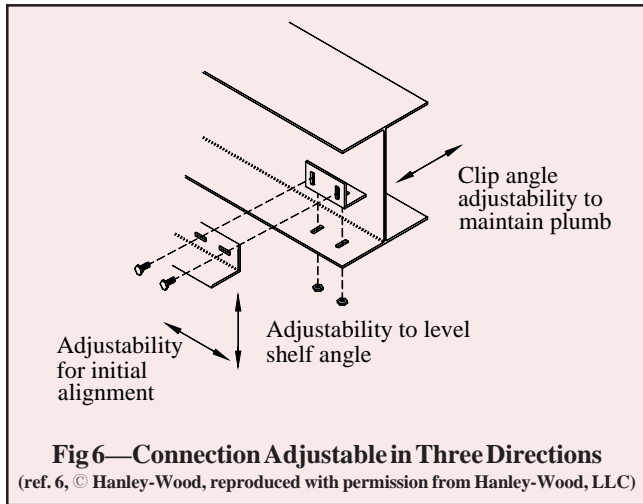 Clip angle
adjustability to
maintain plumb
Adjustability to level
shelf angle
Adjustability
for initial
alignment
Fig 6—Connection Adjustable in Three Directions
(ref. 6, © Hanley-Wood, reproduced with permission from Hanley-Wood, LLC)